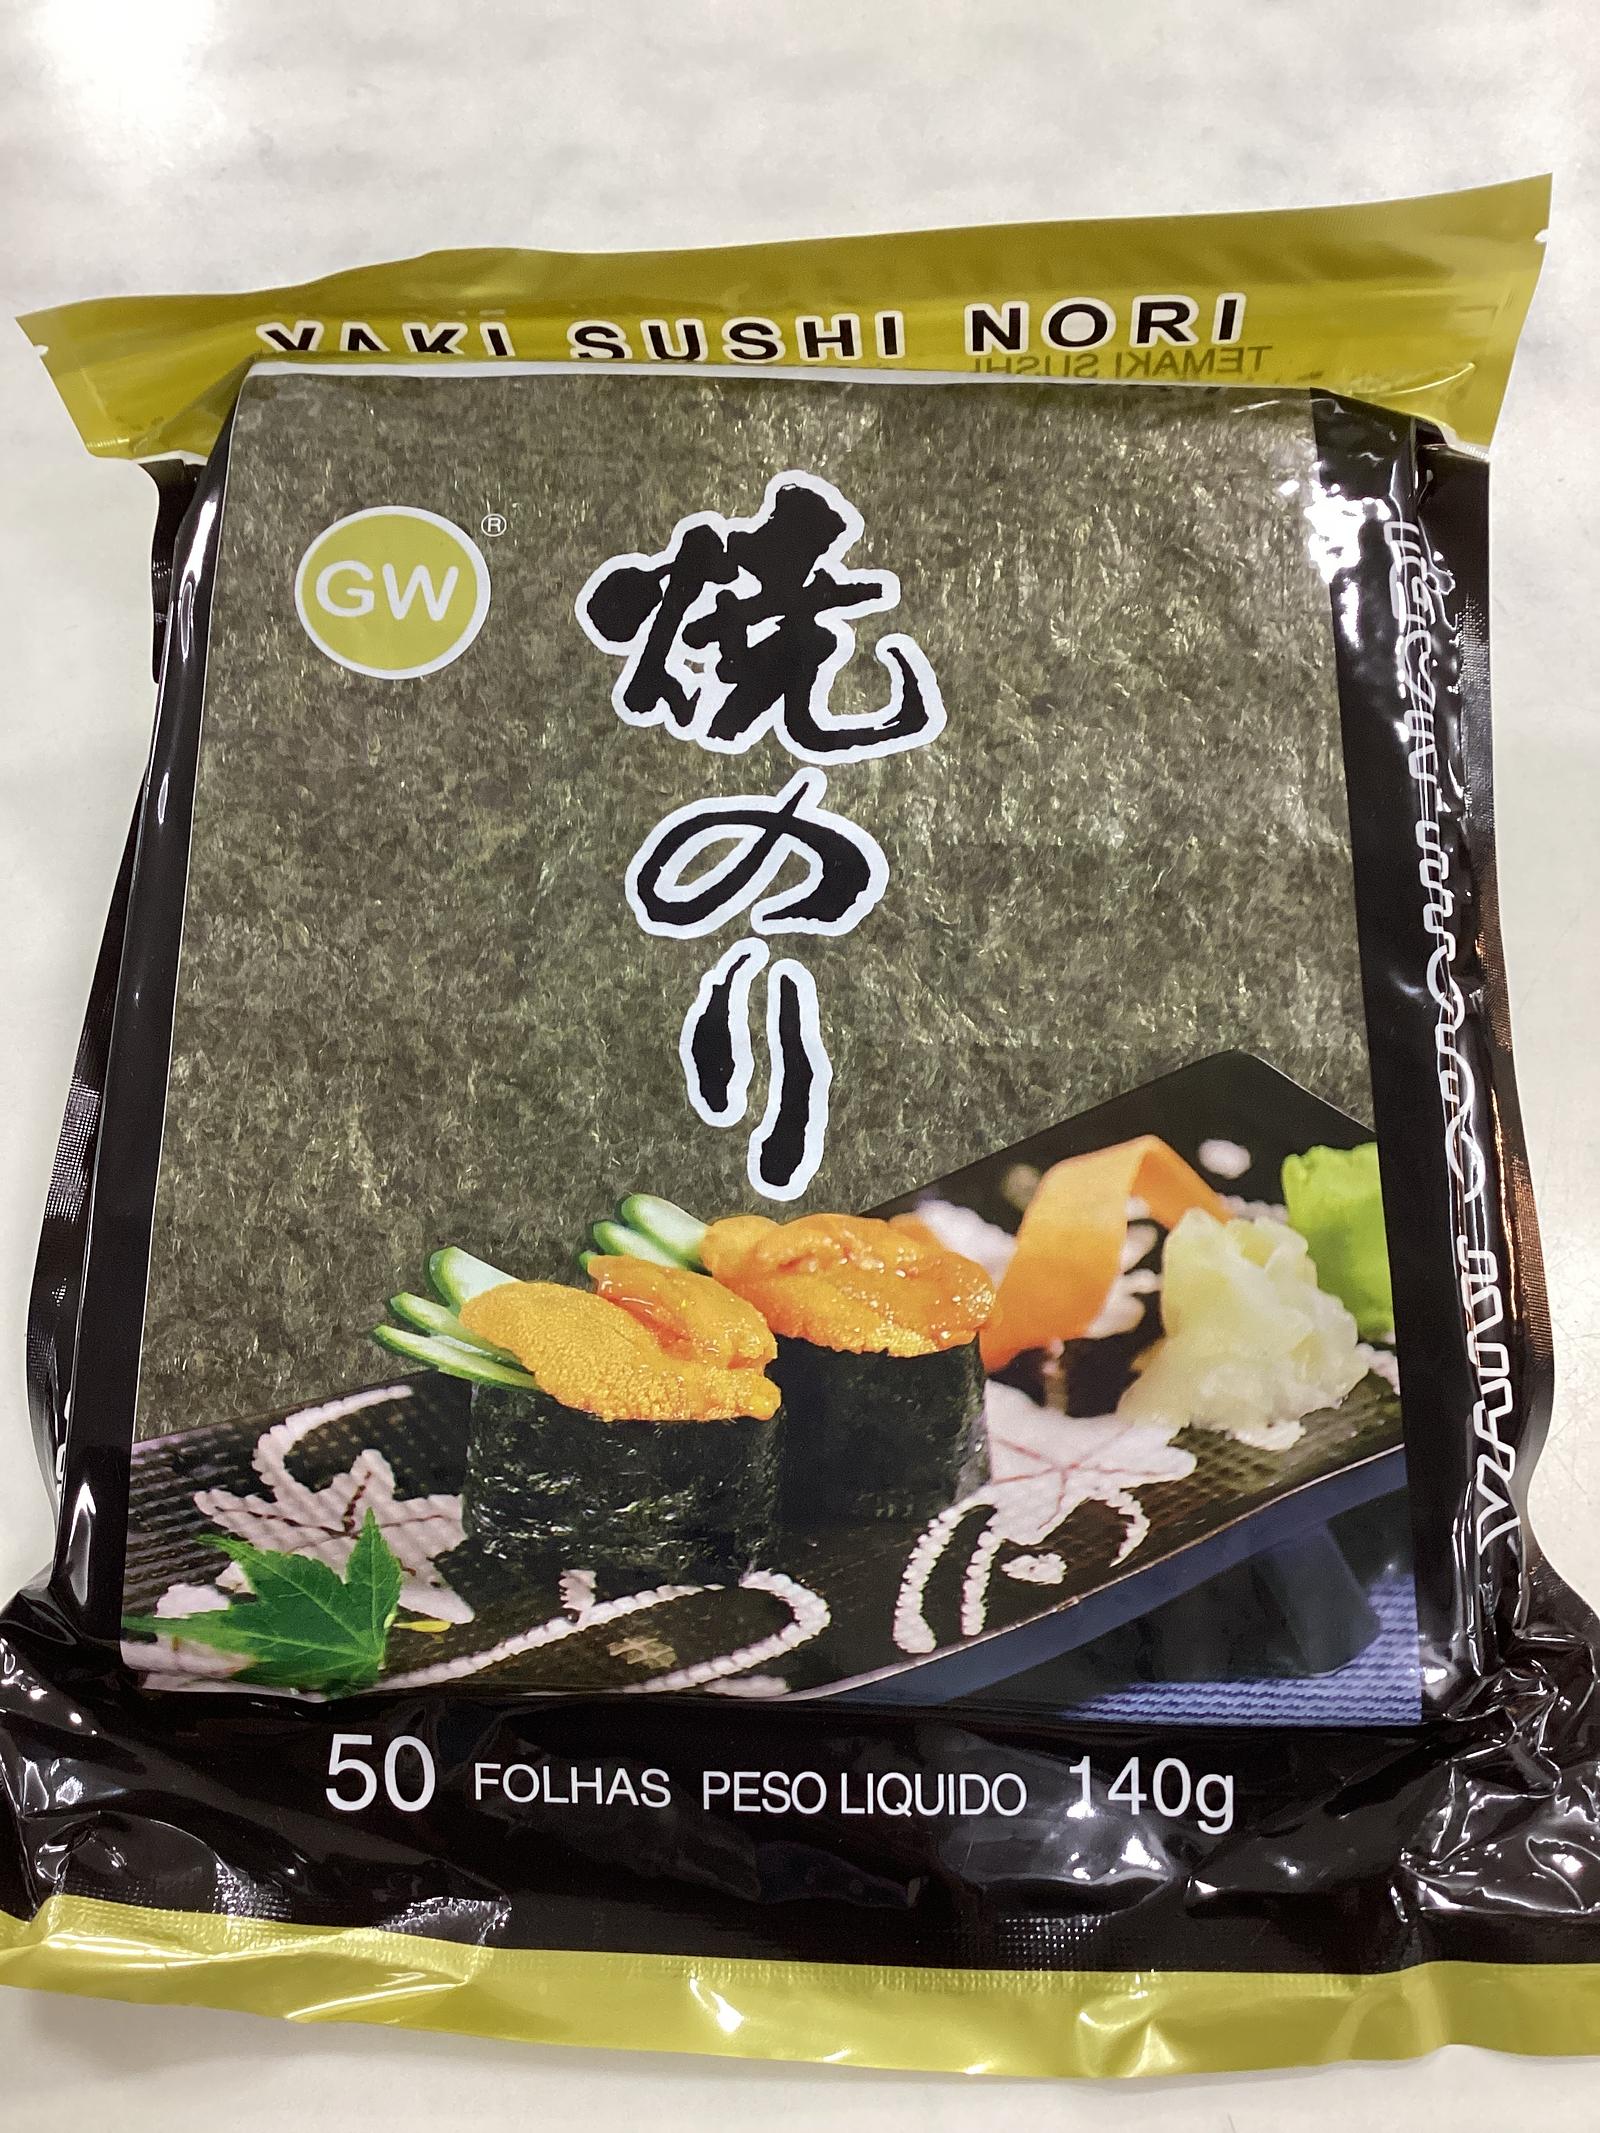 YAKI SUSHI NORI
TEMAKI SUSHI
GW®
焼のり
50 FOLHAS PESO LIQUIDO 140g